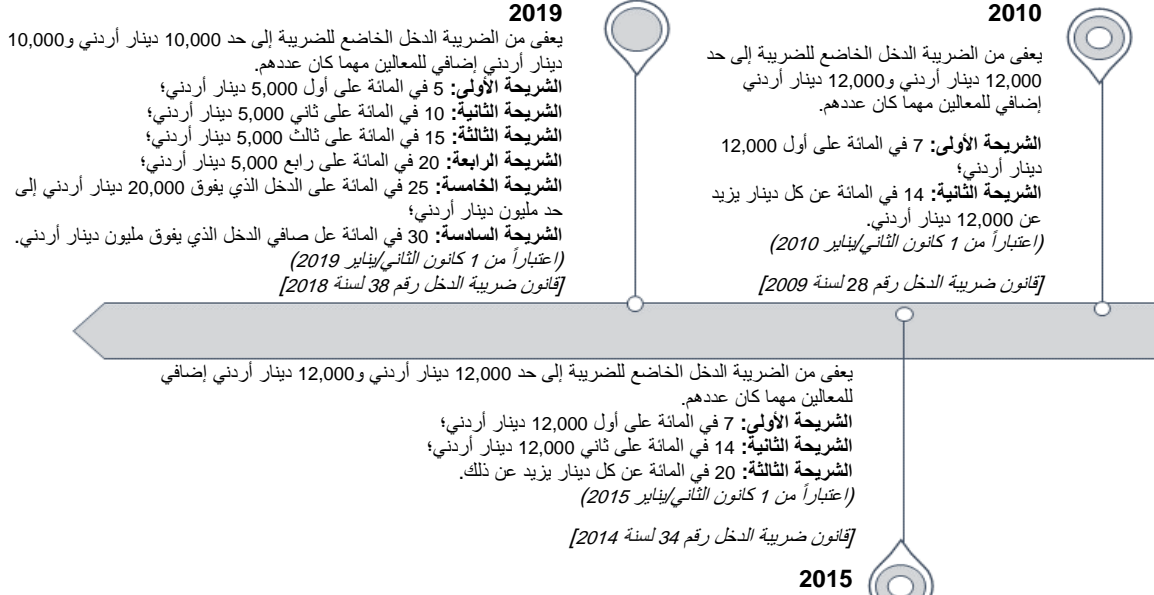 2010
يعفى من الضريبة الدخل الخاضع للضريبة إلى حد
12,000 دينار أردني و12,000 دينار أردني
إضافي للمعالين مهما كان عددهم.
الشريحة الأولى: 7 في المائة على أول 12,000
دينار أردني؛
الشريحة الثانية: 14 في المائة عن كل دينار يزيد
عن 12,000 دينار أردني.
(اعتباراً من 1 كانون الثاني/يناير 2010)
[قانون ضريبة الدخل رقم 28 لسنة 2009]
2019
يعفى من الضريبة الدخل الخاضع للضريبة إلى حد 10,000 دينار أردني و10,000
دينار أردني إضافي للمعالين مهما كان عددهم.
الشريحة الأولى: 5 في المائة على أول 5,000 دينار أردني؛
الشريحة الثانية: 10 في المائة على ثاني 5,000 دينار أردني؛
الشريحة الثالثة: 15 في المائة على ثالث 5,000 دينار أردني؛
الشريحة الرابعة: 20 في المائة على رابع 5,000 دينار أردني؛
الشريحة الخامسة: 25 في المائة على الدخل الذي يفوق 20,000 دينار أردني إلى
حد مليون دينار أردني؛
الشريحة السادسة: 30 في المائة عل صافي الدخل الذي يفوق مليون دينار أردني.
(اعتباراً من 1 كانون الثاني/يناير 2019)
[قانون ضريبة الدخل رقم 38 لسنة 2018]
يعفى من الضريبة الدخل الخاضع للضريبة إلى حد 12,000 دينار أردني و12,000 دينار أردني إضافي
للمعالين مهما كان عددهم.
الشريحة الأولى: 7 في المائة على أول 12,000 دينار أردني؛
الشريحة الثانية: 14 في المائة على ثاني 12,000 دينار أردني؛
الشريحة الثالثة: 20 في المائة عن كل دينار يزيد عن ذلك.
(اعتباراً من 1 كانون الثاني/يناير 2015)
[قانون ضريبة الدخل رقم 34 لسنة 2014]
2015